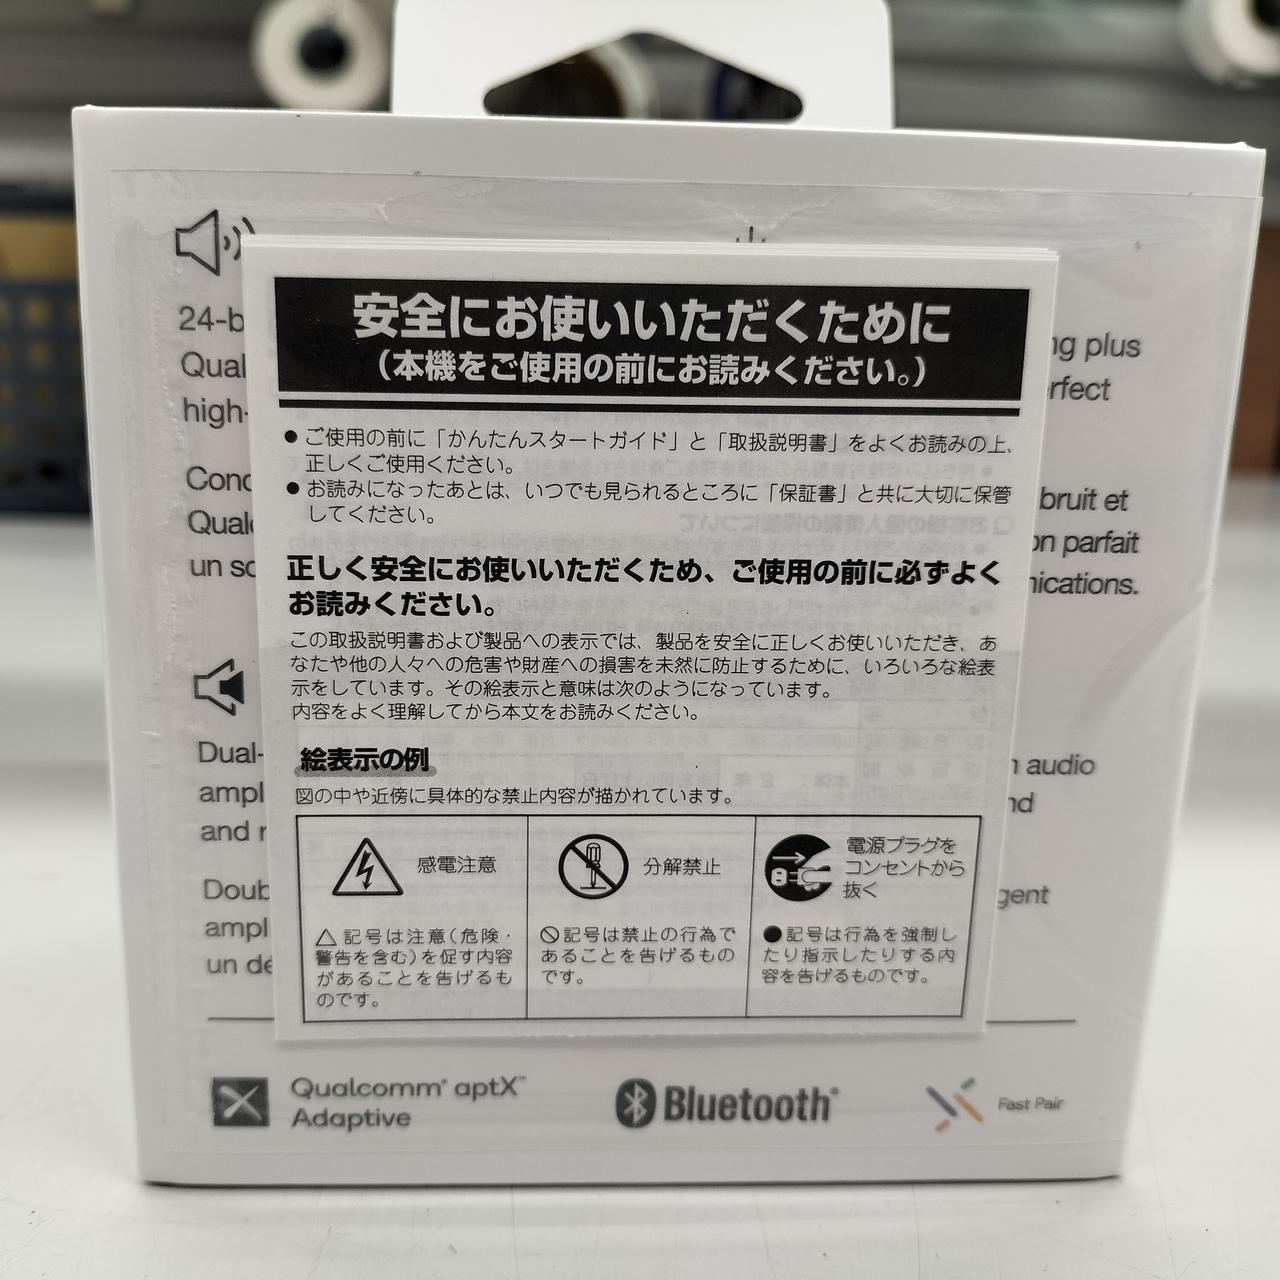 24-b
Qual
high-
Conc
Qual
un so
Dual-
ampl
and r
Doub
ampl
un dé
ng plus
rfect
bruit et
on parfait
ications.
n audio
nd
gent
安全にお使いいただくために
(本機をご使用の前にお読みください。)
●ご使用の前に「かんたんスタートガイド」と「取扱説明書」をよくお読みの上、
正しくご使用ください。
●お読みになったあとは、いつでも見られるところに「保証書」と共に大切に保管
してください。
正しく安全にお使いいただくため、ご使用の前に必ずよく
お読みください。
この取扱説明書および製品への表示では、製品を安全に正しくお使いいただき、あ
なたや他の人々への危害や財産への損害を未然に防止するために、いろいろな絵表
示をしています。その絵表示と意味は次のようになっています。
内容をよく理解してから本文をお読みください。
絵表示の例
図の中や近傍に具体的な禁止内容が描かれています。
感電注意
△記号は注意(危険・
警告を含む)を促す内容
があることを告げるも
のです。
分解禁止
⃠記号は禁止の行為で
あることを告げるもの
です。
電源プラグを
コンセントから
抜く
●記号は行為を強制し
たり指示したりする内
容を告げるものです。
Qualcomm® aptX™
Adaptive
Bluetooth®
Fast Pair